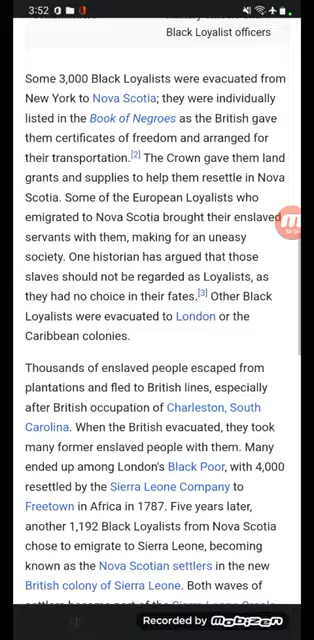 3:52
Black Loyalist officers
Some 3,000 Black Loyalists were evacuated from
New York to Nova Scotia; they were individually
listed in the Book of Negroes as the British gave
them certificates of freedom and arranged for
their transportation.[2] The Crown gave them land
grants and supplies to help them resettle in Nova
Scotia. Some of the European Loyalists who
emigrated to Nova Scotia brought their enslaved
servants with them, making for an uneasy
society. One historian has argued that those
slaves should not be regarded as Loyalists, as
they had no choice in their fates.[3] Other Black
Loyalists were evacuated to London or the
Caribbean colonies.
Thousands of enslaved people escaped from
plantations and fled to British lines, especially
after British occupation of Charleston, South
Carolina. When the British evacuated, they took
many former enslaved people with them. Many
ended up among London's Black Poor, with 4,000
resettled by the Sierra Leone Company to
Freetown in Africa in 1787. Five years later,
another 1,192 Black Loyalists from Nova Scotia
chose to emigrate to Sierra Leone, becoming
known as the Nova Scotian settlers in the new
British colony of Sierra Leone. Both waves of
Recorded by Mobizen